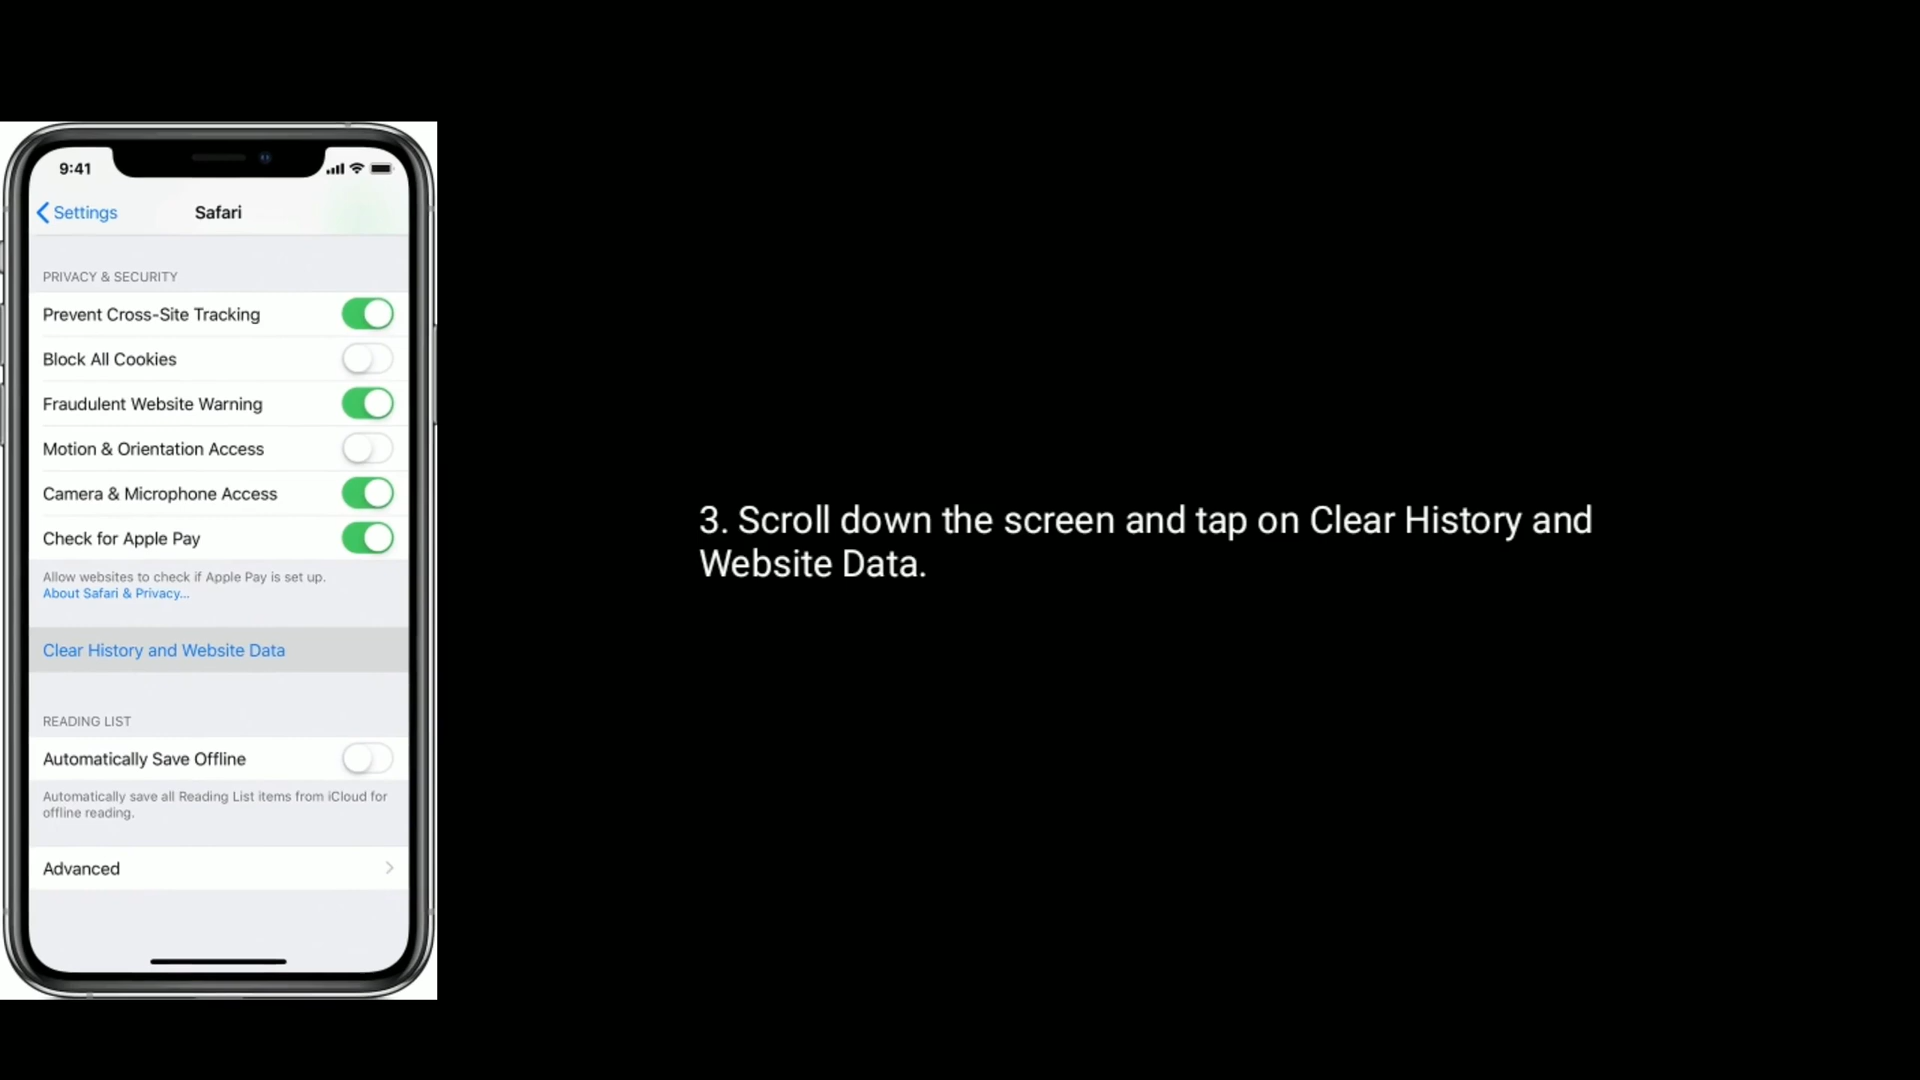 9:41
Settings
Safari
PRIVACY & SECURITY
Prevent Cross-Site Tracking
Block All Cookies
Fraudulent Website Warning
Motion & Orientation Access
Camera & Microphone Access
Check for Apple Pay
Allow websites to check if Apple Pay is set up.
About Safari & Privacy...
Clear History and Website Data
READING LIST
Automatically Save Offline
Automatically save all Reading List items from iCloud for
offline reading.
Advanced
3. Scroll down the screen and tap on Clear History and
Website Data.